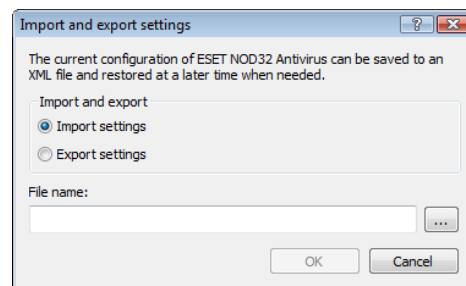 Import and export settings
The current configuration of ESET NOD32 Antivirus can be saved to an
XML file and restored at a later time when needed.
Import and export
Import settings
Export settings
File name:
...
OK
Cancel